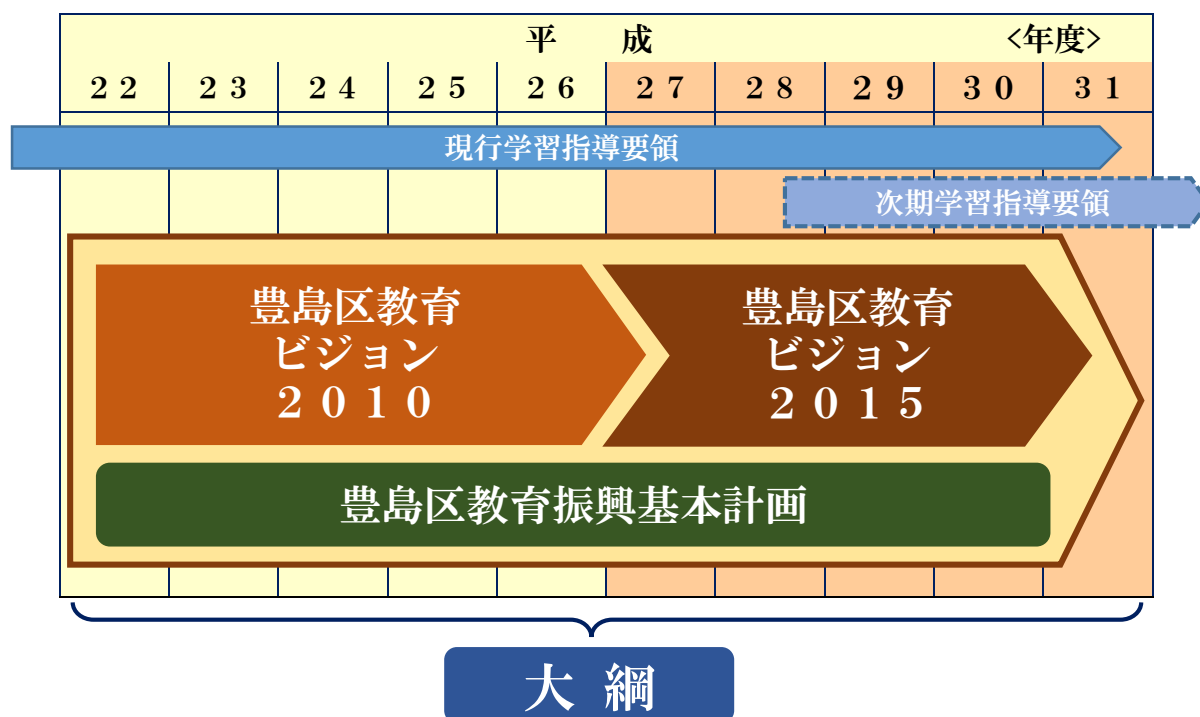 平　成　<年度>
２２　２３　２４　２５　２６　２７　２８　２９　３０　３１
現行学習指導要領
次期学習指導要領
豊島区教育
ビジョン
２０１０
豊島区教育
ビジョン
２０１５
豊島区教育振興基本計画
大 綱